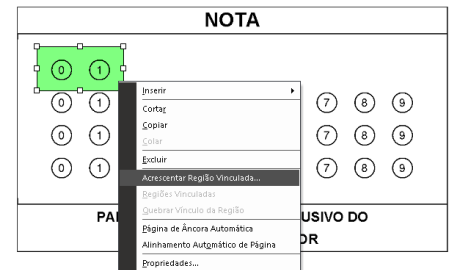 NOTA
0 1
Inserir
0 1 7 8 9
Cortar
Copiar
0 1 7 8 9
Colar
Excluir
0 1 7 8 9
Acrescentar Região Vinculada...
Regiões Vinculadas
Quebrar Vínculo da Região
PA USIVO DO
Página de Âncora Automática
OR
Alinhamento Automático de Página
Propriedades...